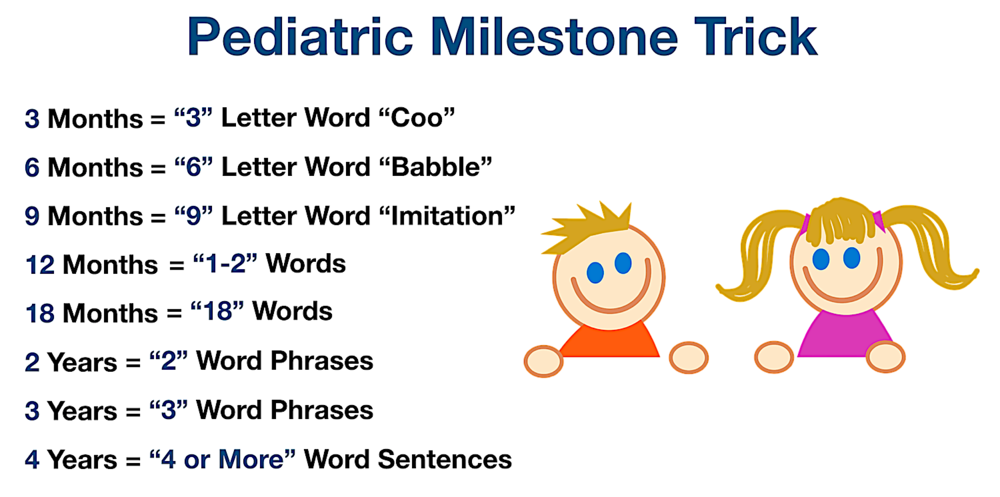 Pediatric Milestone Trick
3 Months = “3” Letter Word “Coo”
6 Months = “6” Letter Word “Babble”
9 Months = “9” Letter Word “Imitation”
12 Months = “1-2” Words
18 Months = “18” Words
2 Years = “2” Word Phrases
3 Years = “3” Word Phrases
4 Years = “4 or More” Word Sentences